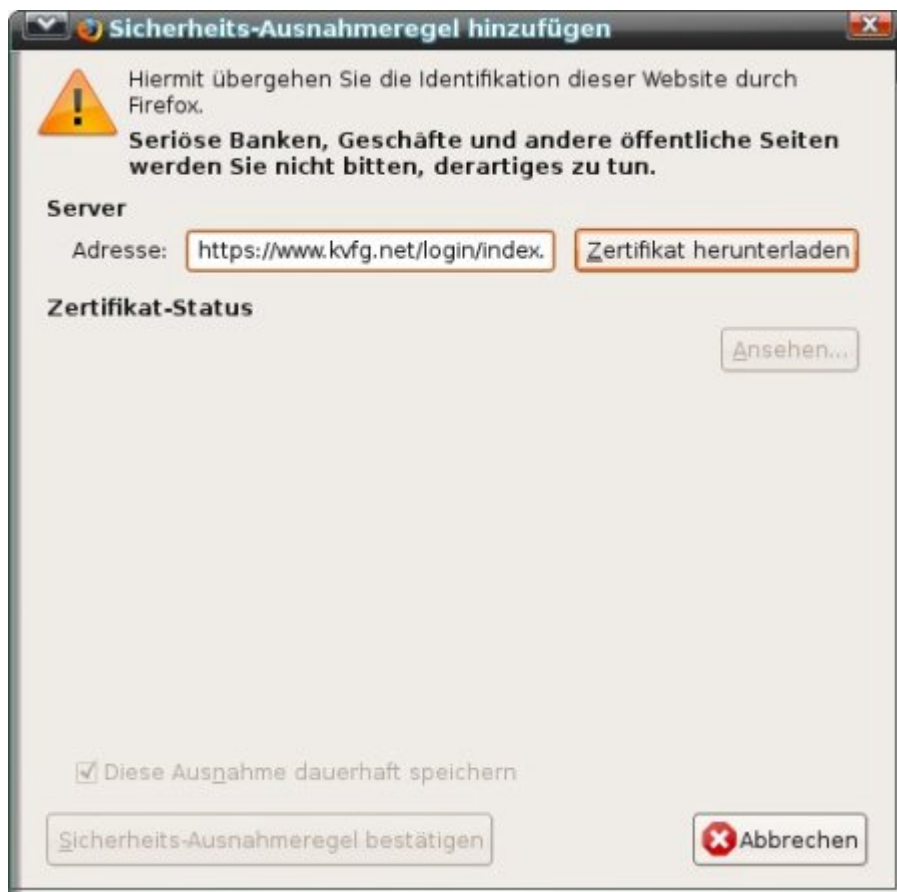 Sicherheits-Ausnahmeregel hinzufügen
Hiermit übergehen Sie die Identifikation dieser Website durch
Firefox.
Seriöse Banken, Geschäfte und andere öffentliche Seiten
werden Sie nicht bitten, derartiges zu tun.
Server
Adresse: https://www.kvfg.net/login/index. Zertifikat herunterladen
Zertifikat-Status
Ansehen...
Diese Ausnahme dauerhaft speichern
Sicherheits-Ausnahmeregel bestätigen Abbrechen